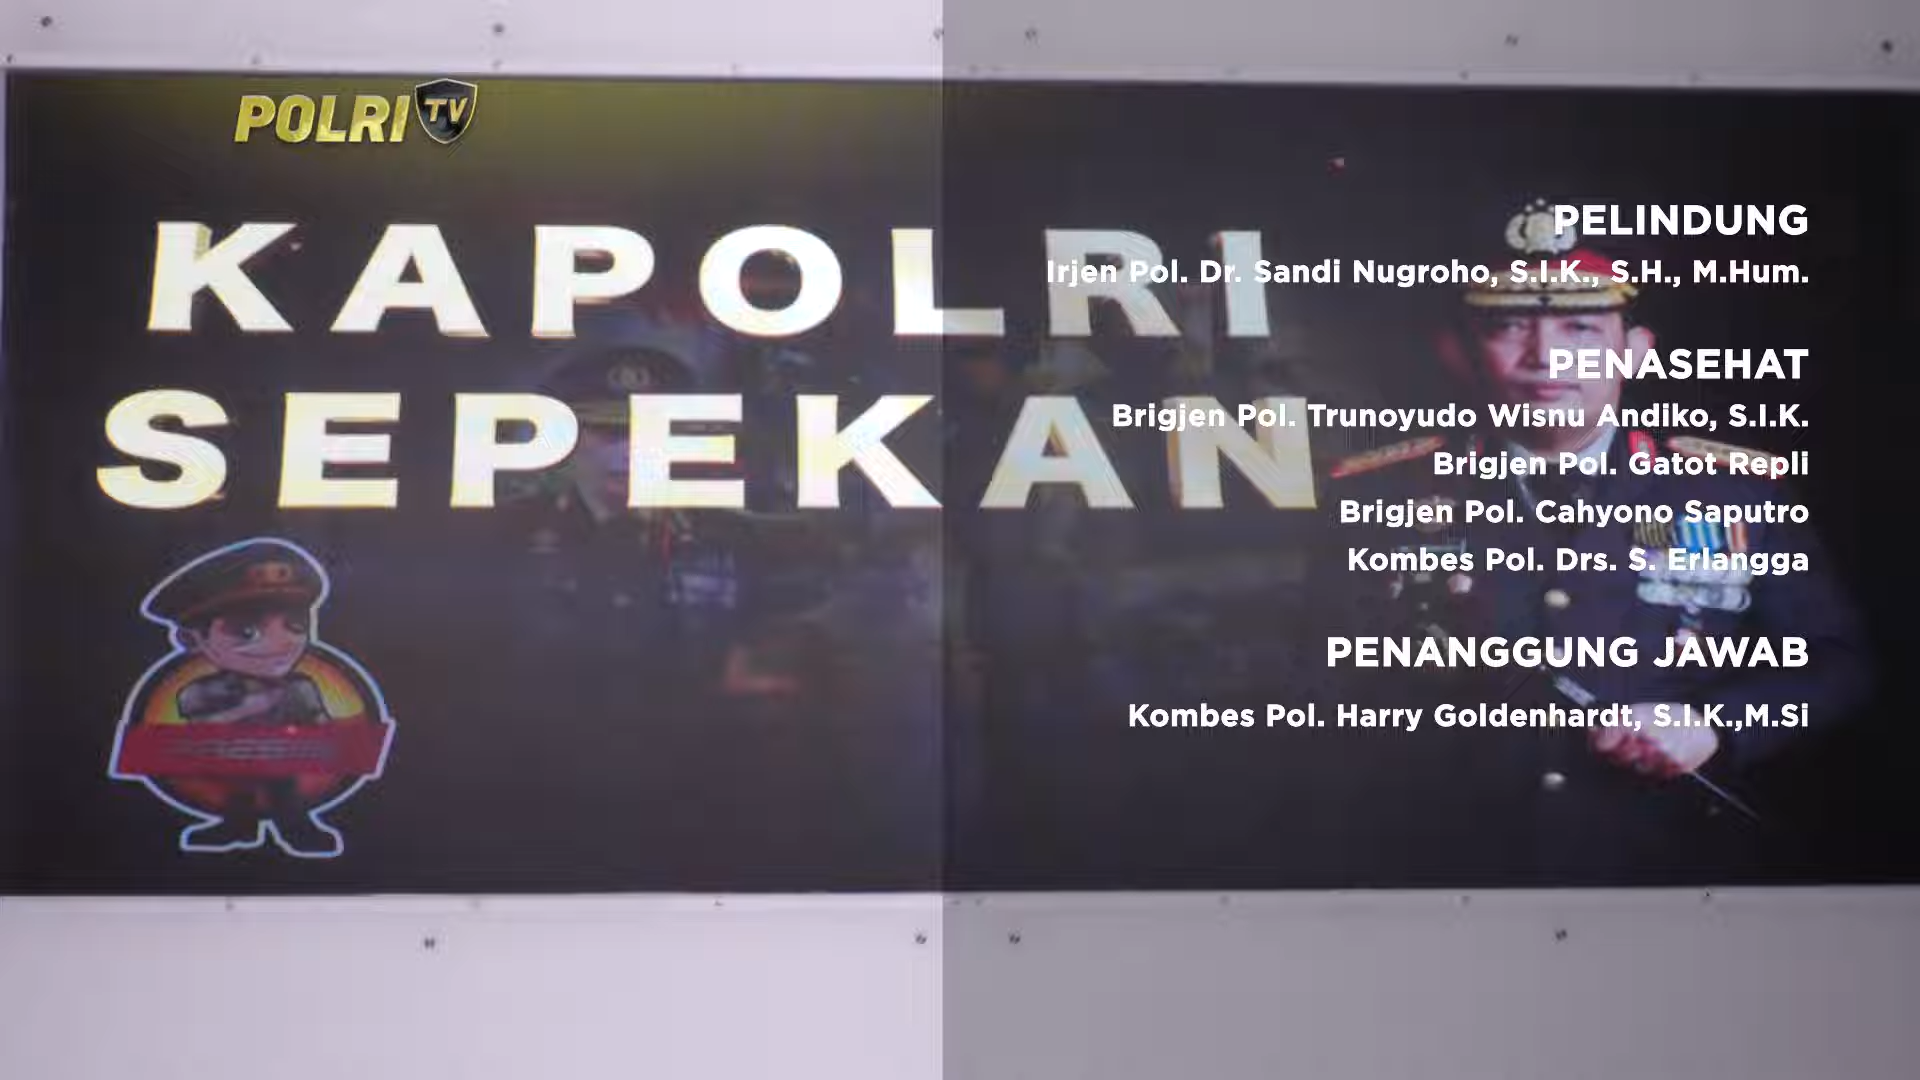 POLRI TV
KAPOLRI
SEPEKAN
PELINDUNG
Irjen Pol. Dr. Sandi Nugroho, S.I.K., S.H., M.Hum.
PENASEHAT
Brigjen Pol. Trunoyudo Wisnu Andiko, S.I.K.
Brigjen Pol. Gatot Repli
Brigjen Pol. Cahyono Saputro
Kombes Pol. Drs. S. Erlangga
PENANGGUNG JAWAB
Kombes Pol. Harry Goldenhardt, S.I.K.,M.Si